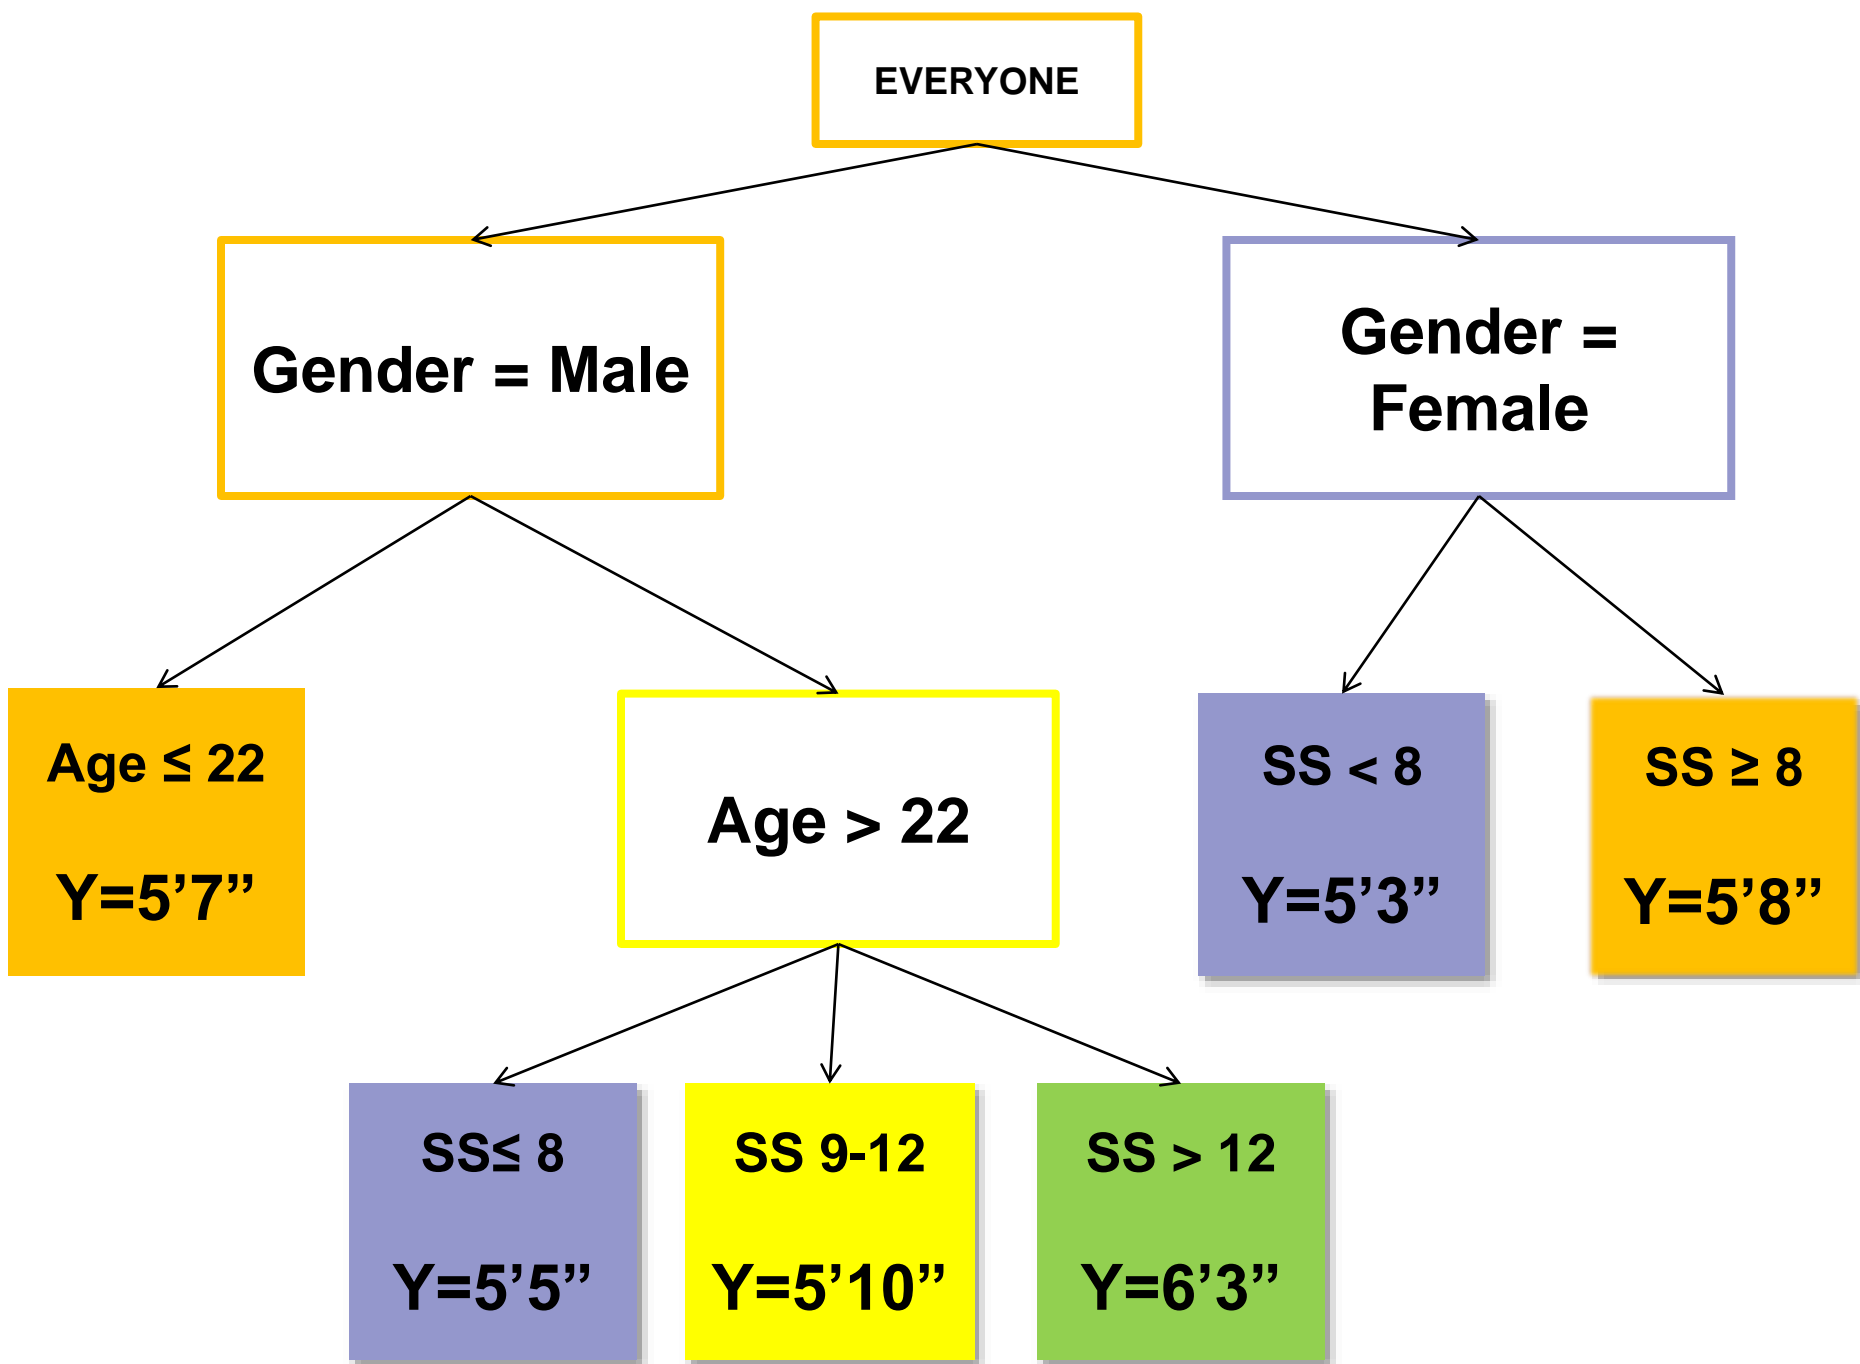 EVERYONE
Gender = Male
Gender =
Female
Age ≤ 22
Y=5’7”
Age > 22
SS < 8
Y=5’3”
SS ≥ 8
Y=5’8”
SS≤ 8
Y=5’5”
SS 9-12
Y=5’10”
SS > 12
Y=6’3”